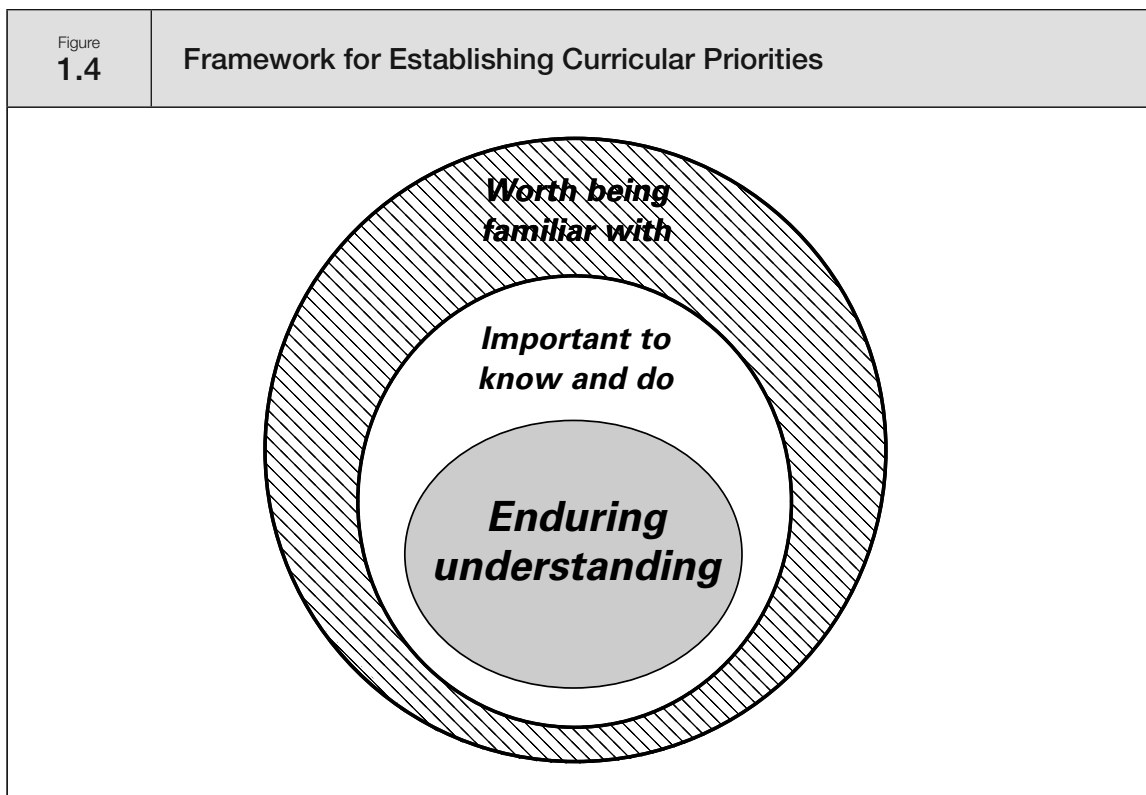 Figure
1.4
Framework for Establishing Curricular Priorities
Worth being
familiar with
Important to
know and do
Enduring
understanding